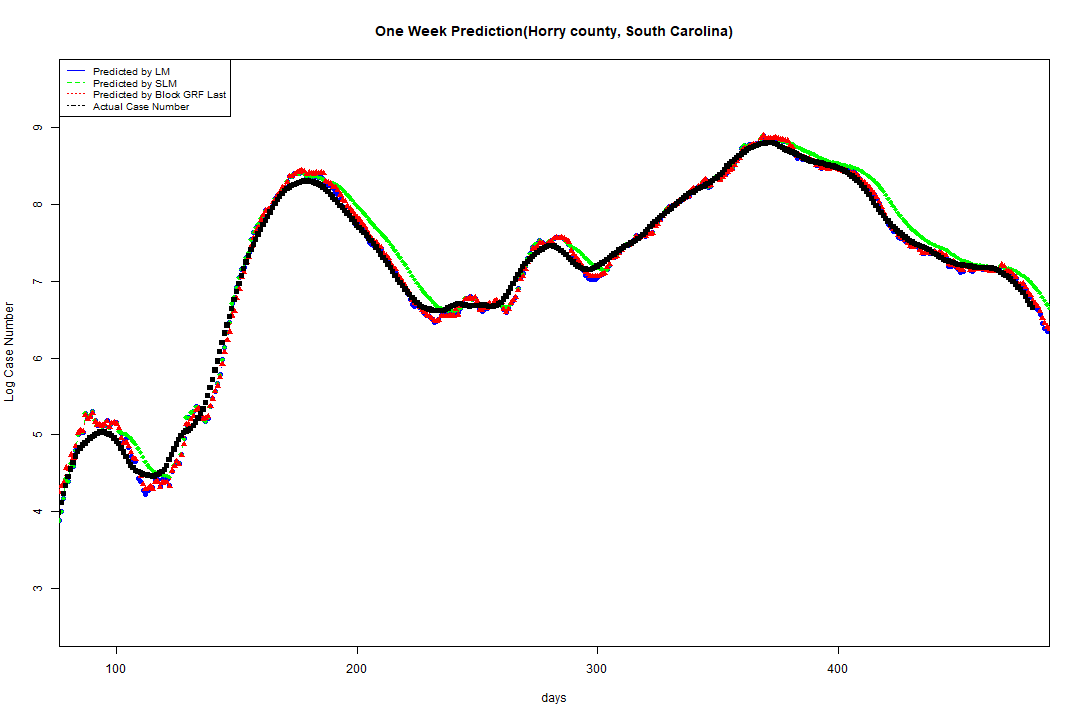 One Week Prediction(Horry county, South Carolina)
Predicted by LM
Predicted by SLM
Predicted by Block GRF Last
Actual Case Number
9
8
7
6
5
4
3
Log Case Number
100 200 300 400
days